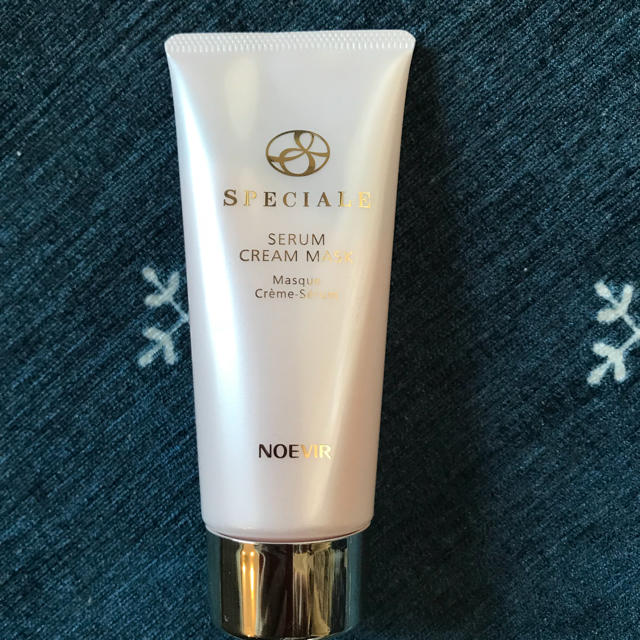 SPECIALE
SERUM
CREAM MASK
Masque
Crème-Sérum
NOEVIR